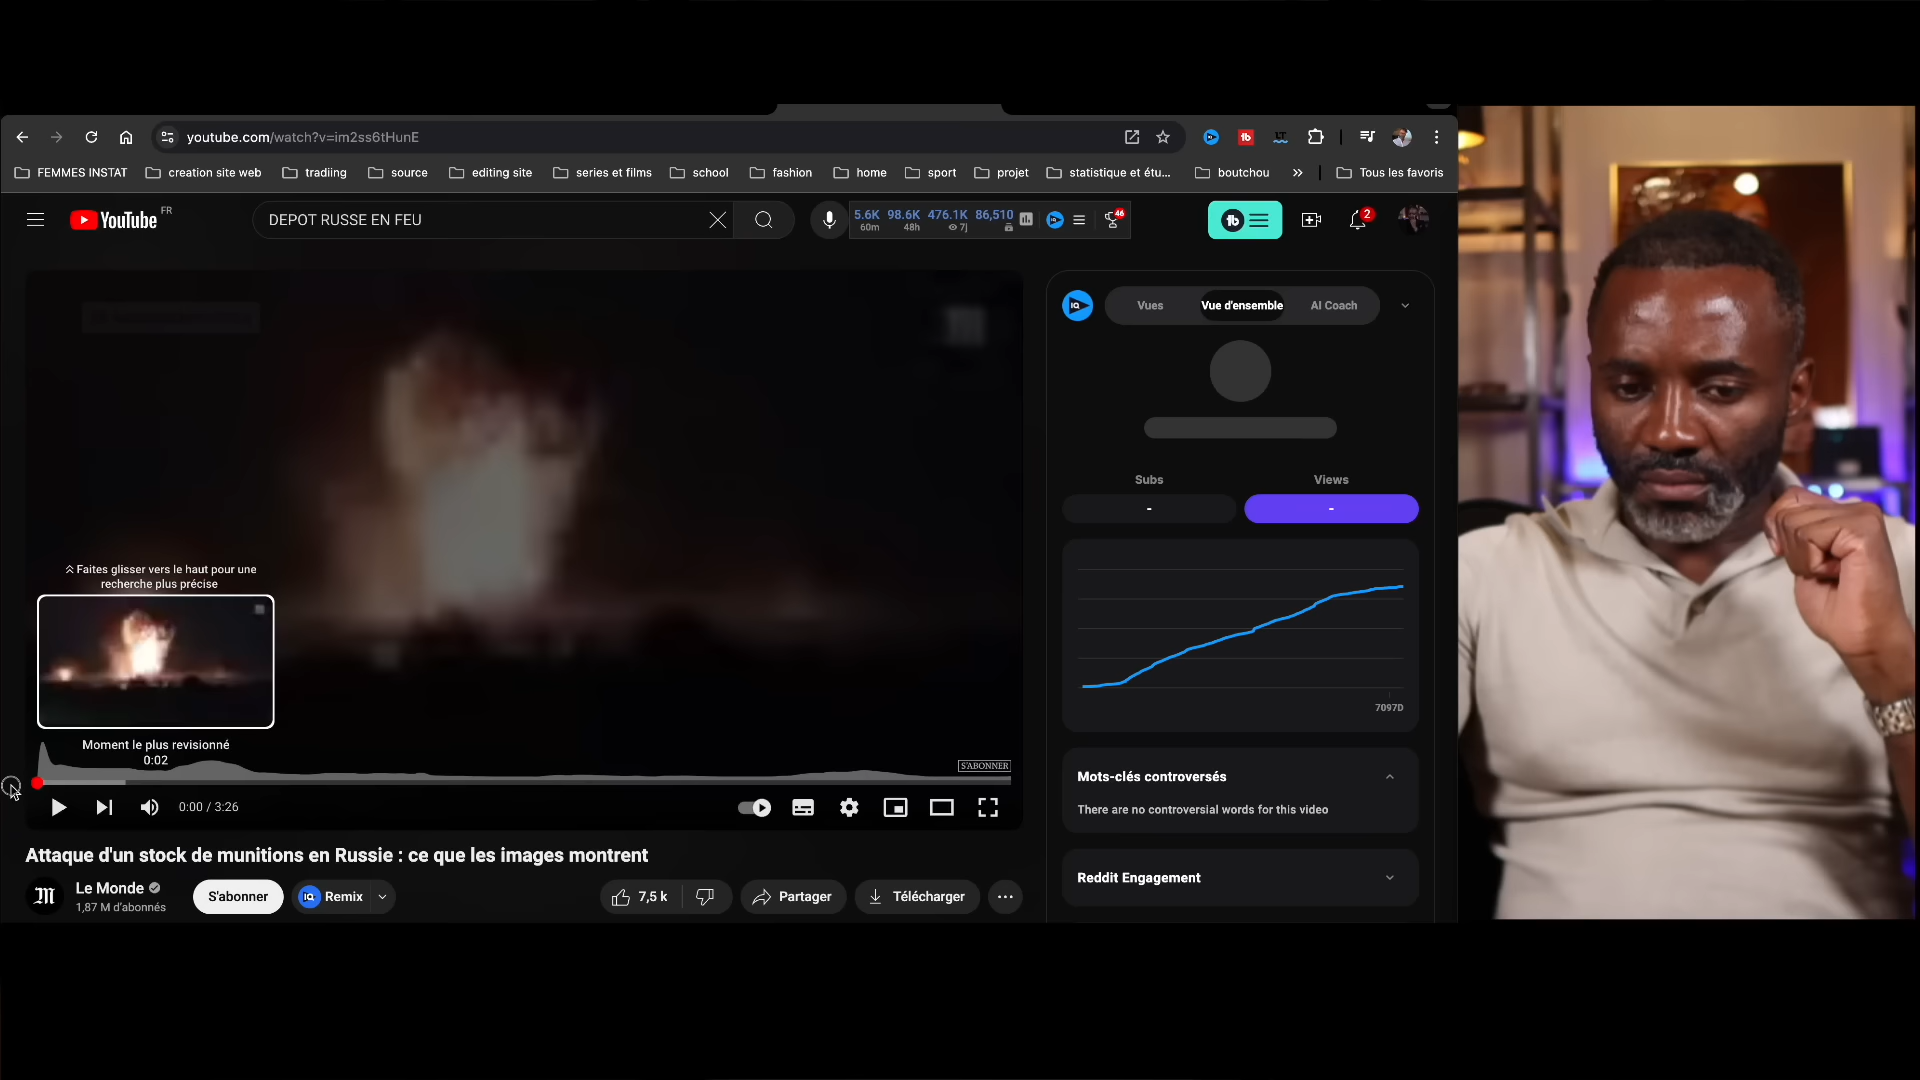 youtube.com/watch?v=im2ss6tHunE
FEMMES INSTAT
creation site web
tradiing
source
editing site
series et films
school
fashion
home
sport
projet
statistique et étu...
boutchou
Tous les favoris
YouTube FR
DEPOT RUSSE EN FEU
5.6K 98.6K 476.1K 86,510
60m 48h 7j
46
2
IQ
Vues
Vue d'ensemble
AI Coach
Subs
Views
-
-
7097D
Mots-clés controversés
There are no controversial words for this video
Reddit Engagement
Faites glisser vers le haut pour une
recherche plus précise
Moment le plus revisionné
0:02
S'ABONNER
0:00 / 3:26
Attaque d'un stock de munitions en Russie : ce que les images montrent
Le Monde
1,87 M d'abonnés
S'abonner
IQ Remix
7,5 k
Partager
Télécharger